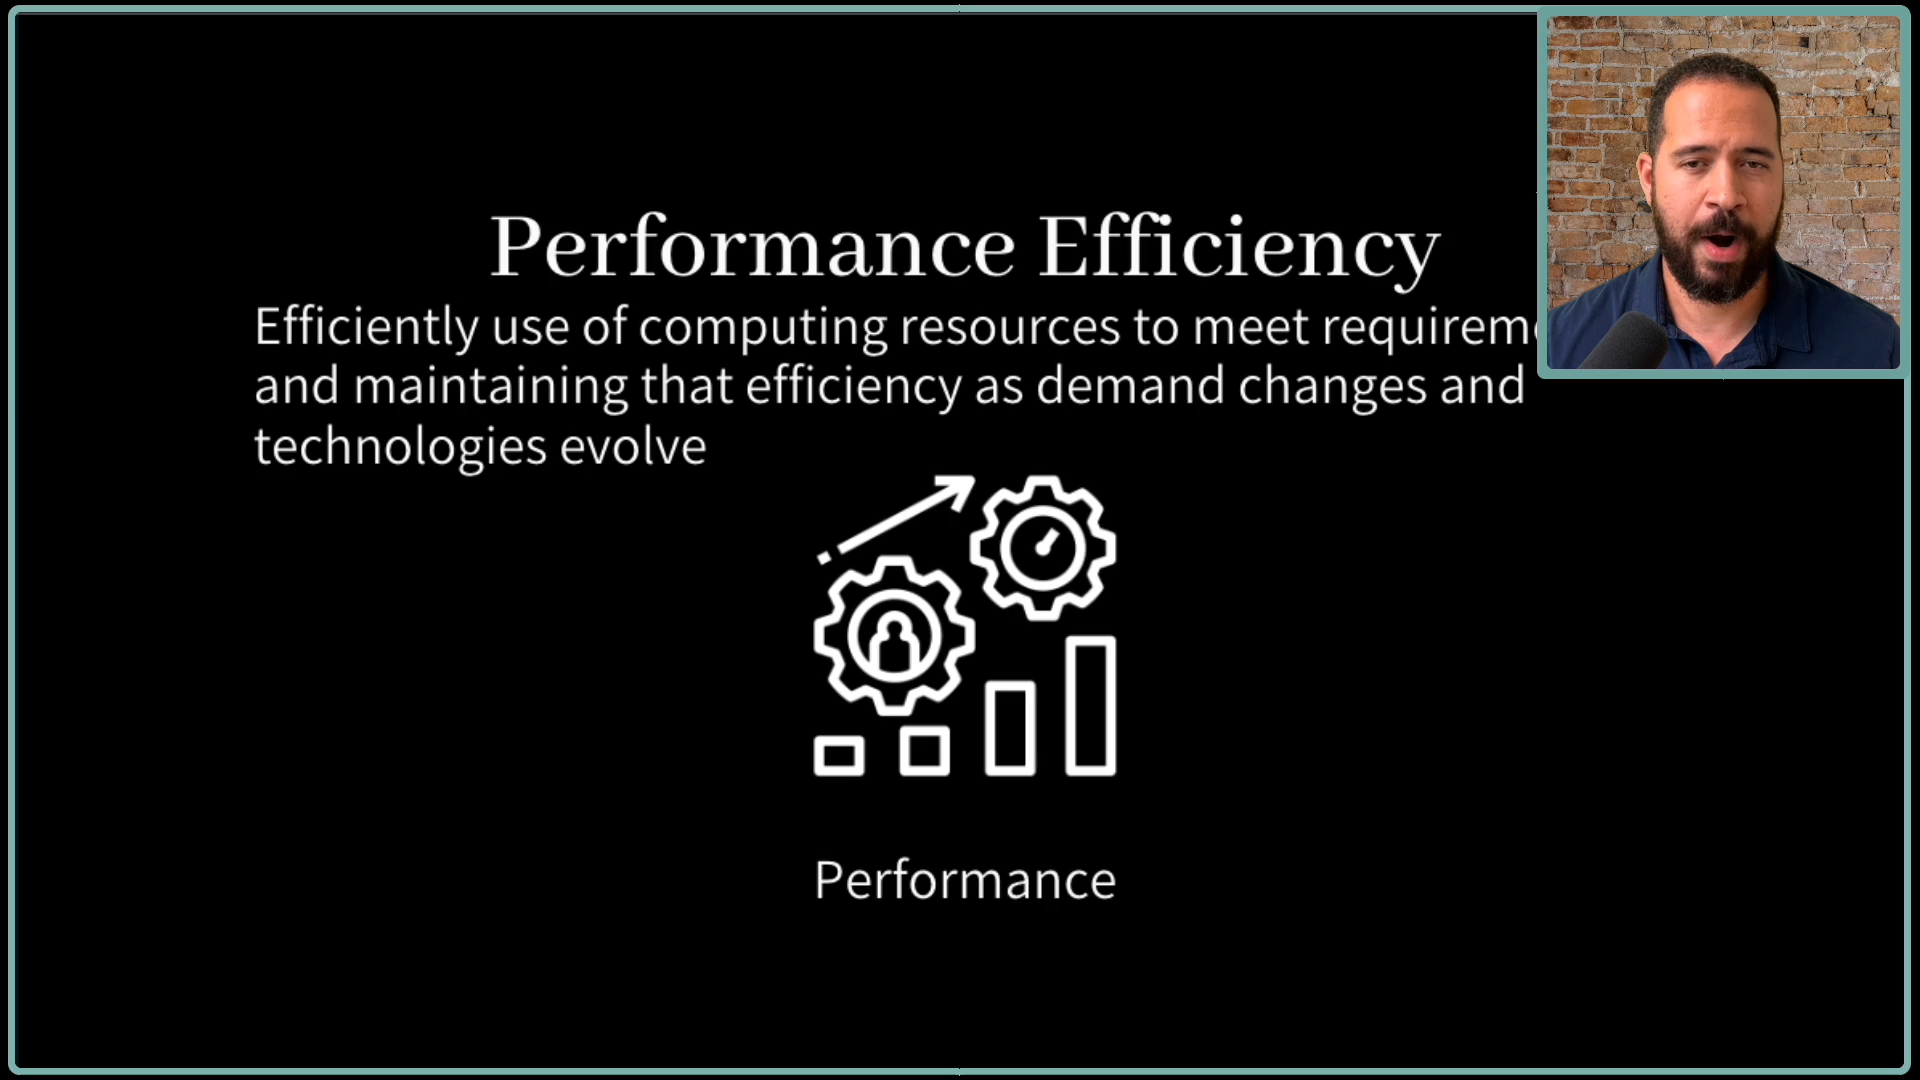 Performance Efficiency
Efficiently use of computing resources to meet
and maintaining that efficiency as demand changes and
technologies evolve
Performance